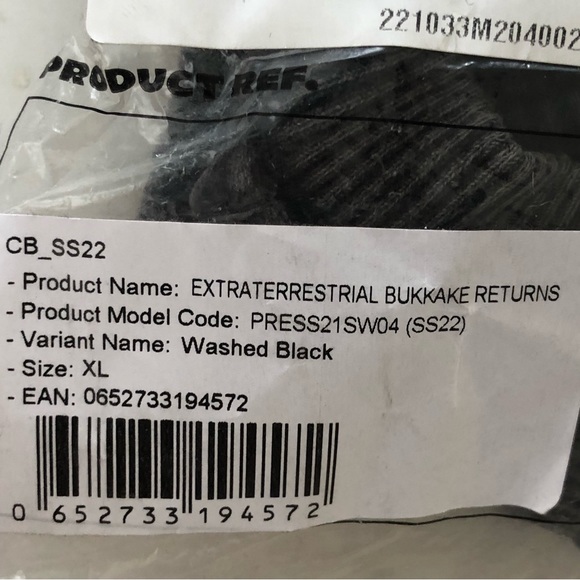 221033M204002
PRODUCT REF.
CB_SS22
- Product Name: EXTRATERRESTRIAL BUKKAKE RETURNS
- Product Model Code: PRESS21SW04 (SS22)
- Variant Name: Washed Black
- Size: XL
- EAN: 0652733194572
0 652733 194572